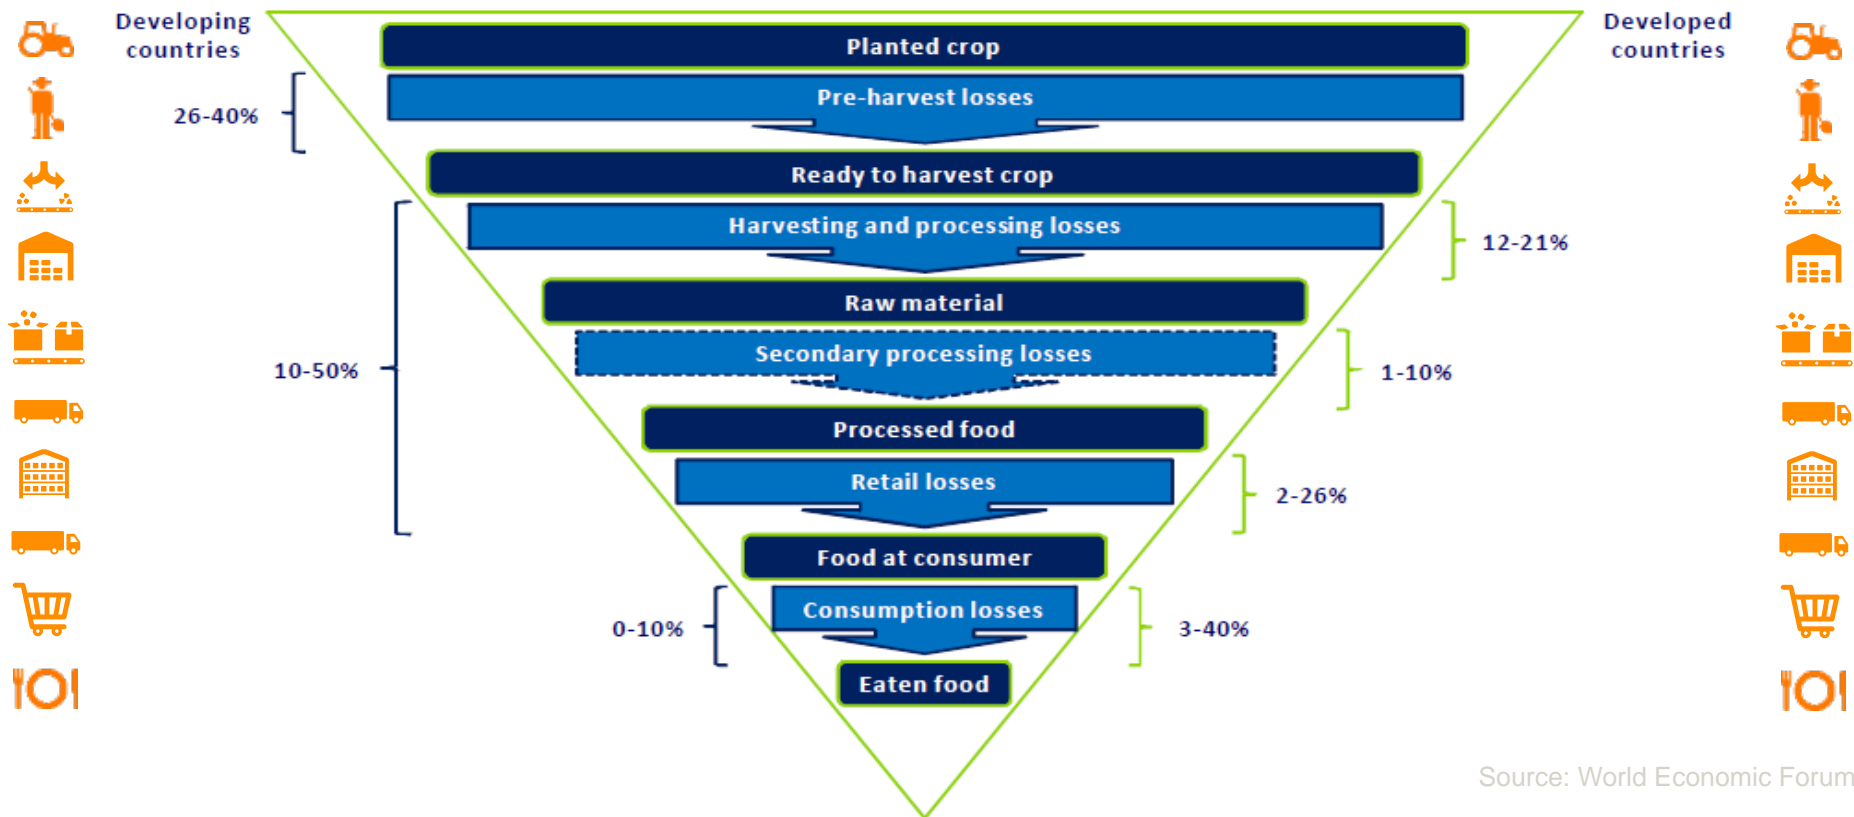 Developing
countries
Developed
countries
Planted crop
Pre-harvest losses
26-40%
Ready to harvest crop
Harvesting and processing losses
12-21%
Raw material
Secondary processing losses
10-50%
1-10%
Processed food
Retail losses
2-26%
Food at consumer
Consumption losses
0-10%
3-40%
Eaten food
Source: World Economic Forum